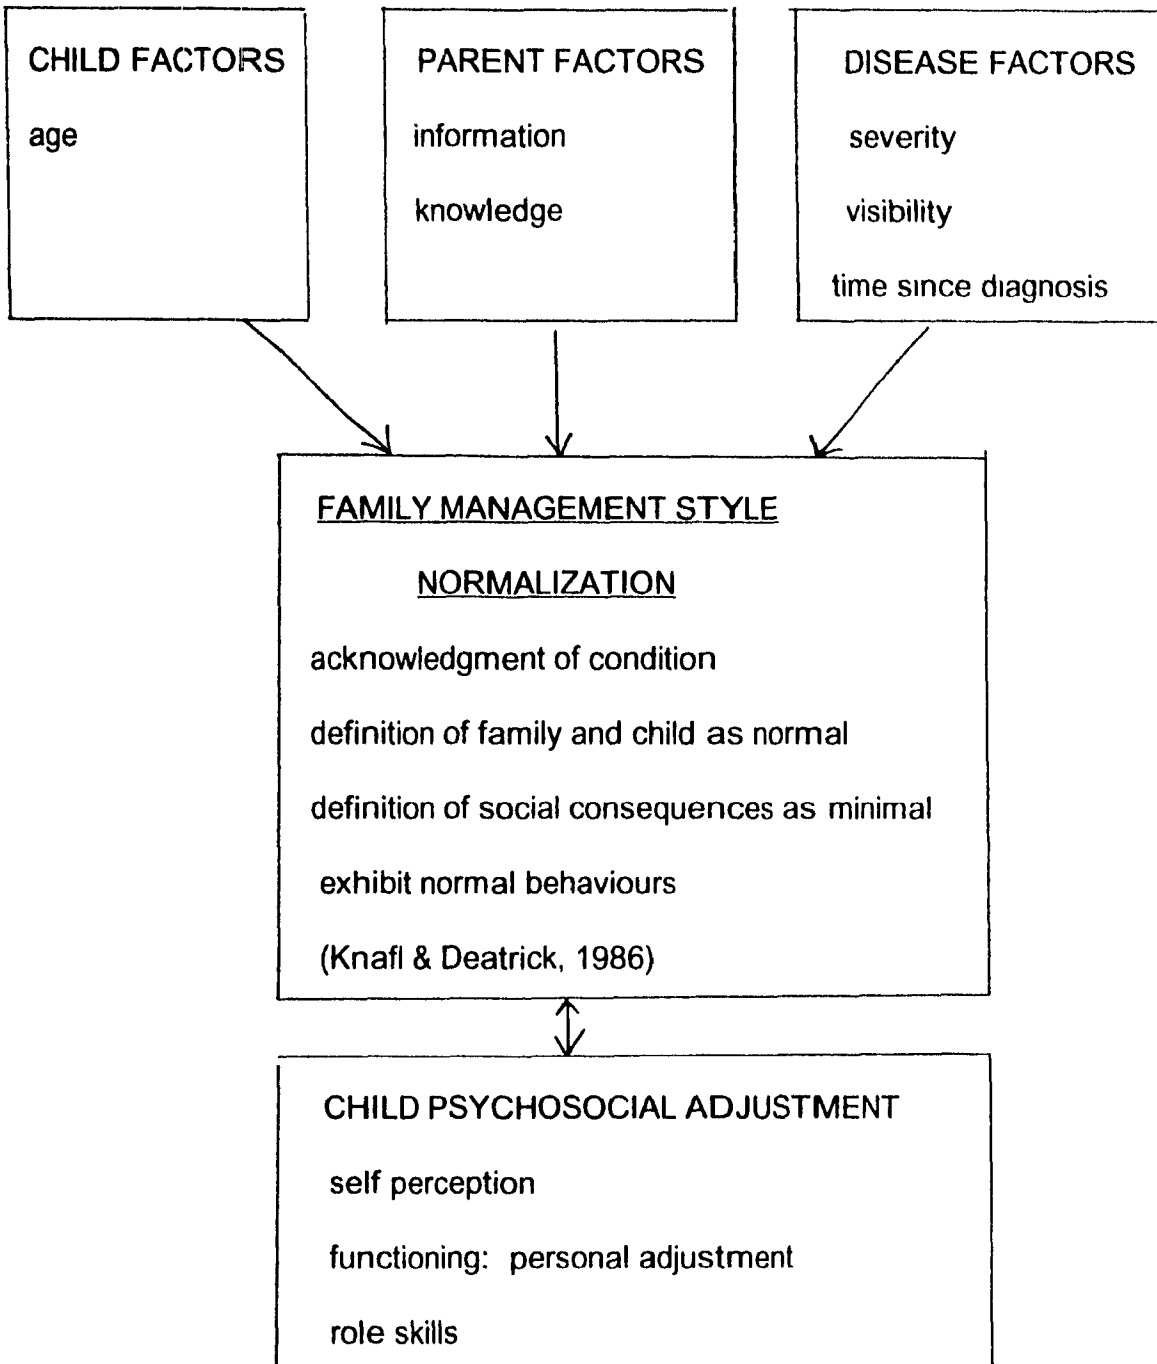 CHILD FACTORS
age
PARENT FACTORS
information
knowledge
DISEASE FACTORS
severity
visibility
time since diagnosis
FAMILY MANAGEMENT STYLE
NORMALIZATION
acknowledgment of condition
definition of family and child as normal
definition of social consequences as minimal
exhibit normal behaviours
(Knafl & Deatrick, 1986)
CHILD PSYCHOSOCIAL ADJUSTMENT
self perception
functioning: personal adjustment
role skills